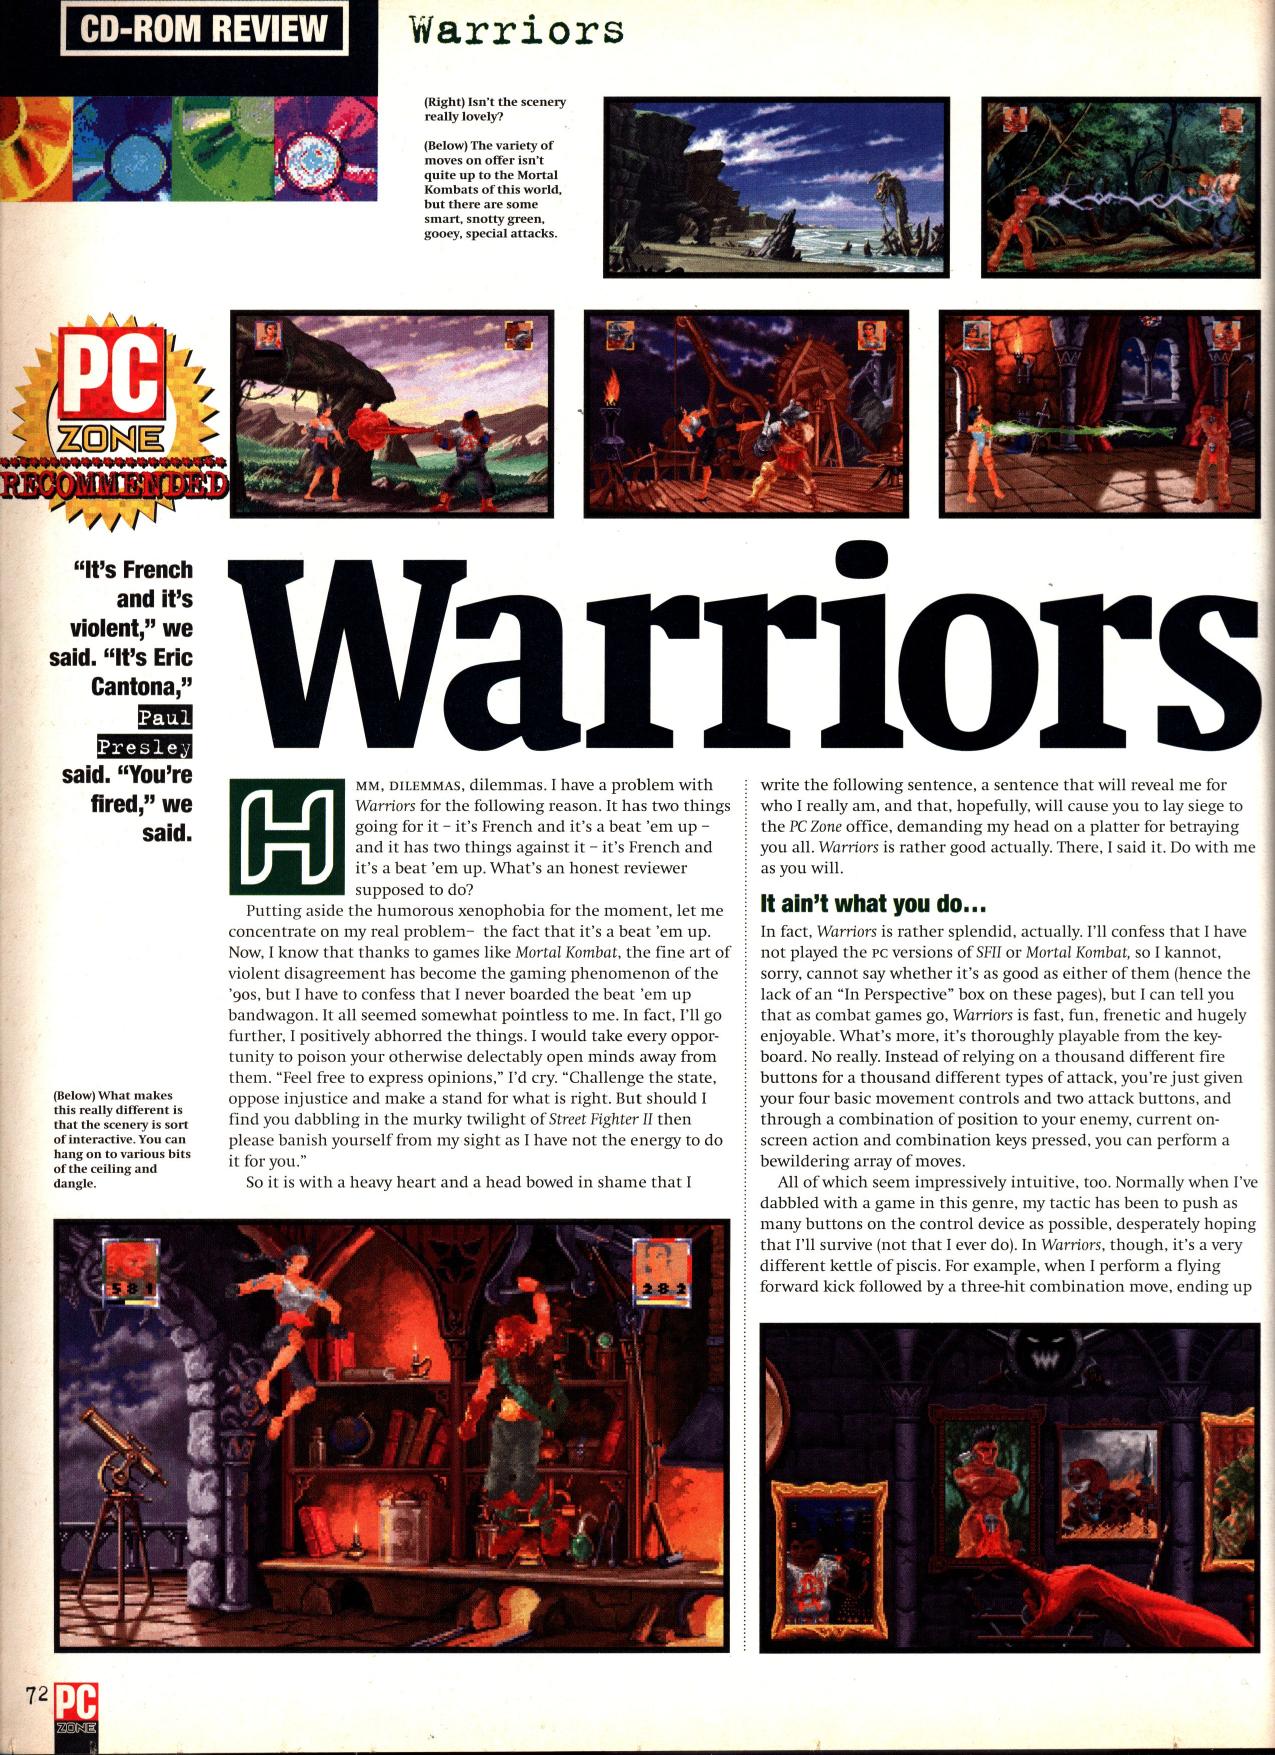 CD-ROM REVIEW
Warriors
(Right) Isn't the scenery
really lovely?
(Below) The variety of
moves on offer isn't
quite up to the Mortal
Kombats of this world,
but there are some
smart, snotty green,
gooey, special attacks.
PC
ZONE
RECOMMENDED
"It's French
and it's
violent," we
said. "It's Eric
Cantona,"
Paul
Presley
said. "You're
fired," we
said.
Warriors
HMM, DILEMMAS, dilemmas. I have a problem with
Warriors for the following reason. It has two things
going for it – it's French and it's a beat 'em up –
and it has two things against it – it's French and
it's a beat 'em up. What's an honest reviewer
supposed to do?
Putting aside the humorous xenophobia for the moment, let me
concentrate on my real problem– the fact that it's a beat 'em up.
Now, I know that thanks to games like Mortal Kombat, the fine art of
violent disagreement has become the gaming phenomenon of the
'90s, but I have to confess that I never boarded the beat 'em up
bandwagon. It all seemed somewhat pointless to me. In fact, I'll go
further, I positively abhorred the things. I would take every oppor-
tunity to poison your otherwise delectably open minds away from
them. "Feel free to express opinions," I'd cry. "Challenge the state,
oppose injustice and make a stand for what is right. But should I
find you dabbling in the murky twilight of Street Fighter II then
please banish yourself from my sight as I have not the energy to do
it for you."
So it is with a heavy heart and a head bowed in shame that I
write the following sentence, a sentence that will reveal me for
who I really am, and that, hopefully, will cause you to lay siege to
the PC Zone office, demanding my head on a platter for betraying
you all. Warriors is rather good actually. There, I said it. Do with me
as you will.
It ain't what you do...
In fact, Warriors is rather splendid, actually. I'll confess that I have
not played the PC versions of SFII or Mortal Kombat, so I kannot,
sorry, cannot say whether it's as good as either of them (hence the
lack of an "In Perspective" box on these pages), but I can tell you
that as combat games go, Warriors is fast, fun, frenetic and hugely
enjoyable. What's more, it's thoroughly playable from the key-
board. No really. Instead of relying on a thousand different fire
buttons for a thousand different types of attack, you're just given
your four basic movement controls and two attack buttons, and
through a combination of position to your enemy, current on-
screen action and combination keys pressed, you can perform a
bewildering array of moves.
All of which seem impressively intuitive, too. Normally when I've
dabbled with a game in this genre, my tactic has been to push as
many buttons on the control device as possible, desperately hoping
that I'll survive (not that I ever do). In Warriors, though, it's a very
different kettle of piscis. For example, when I perform a flying
forward kick followed by a three-hit combination move, ending up
(Below) What makes
this really different is
that the scenery is sort
of interactive. You can
hang on to various bits
of the ceiling and
dangle.
581
282
72
PC
ZONE